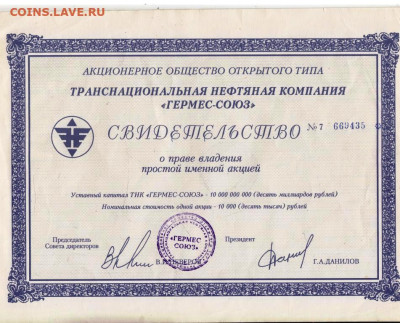 COINS.LAVE.RU
АКЦИОНЕРНОЕ ОБЩЕСТВО ОТКРЫТОГО ТИПА
ТРАНСНАЦИОНАЛЬНАЯ НЕФТЯНАЯ КОМПАНИЯ
«ГЕРМЕС-СОЮЗ»
СВИДЕТЕЛЬСТВО №7 669435
о праве владения
простой именной акцией
Уставный капитал ТНК «ГЕРМЕС-СОЮЗ» - 10 000 000 000 (десять миллиардов рублей)
Номинальная стоимость одной акции - 10 000 (десять тысяч) рублей
Председатель
Совета директоров
Президент
«ГЕРМЕС
СОЮЗ»
Г.А.ДАНИЛОВ